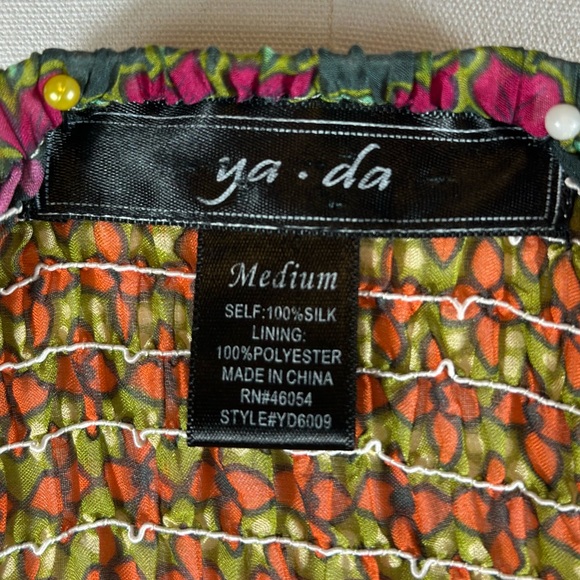 ya · da
Medium
SELF:100%SILK
LINING:
100%POLYESTER
MADE IN CHINA
RN#46054
STYLE#YD6009